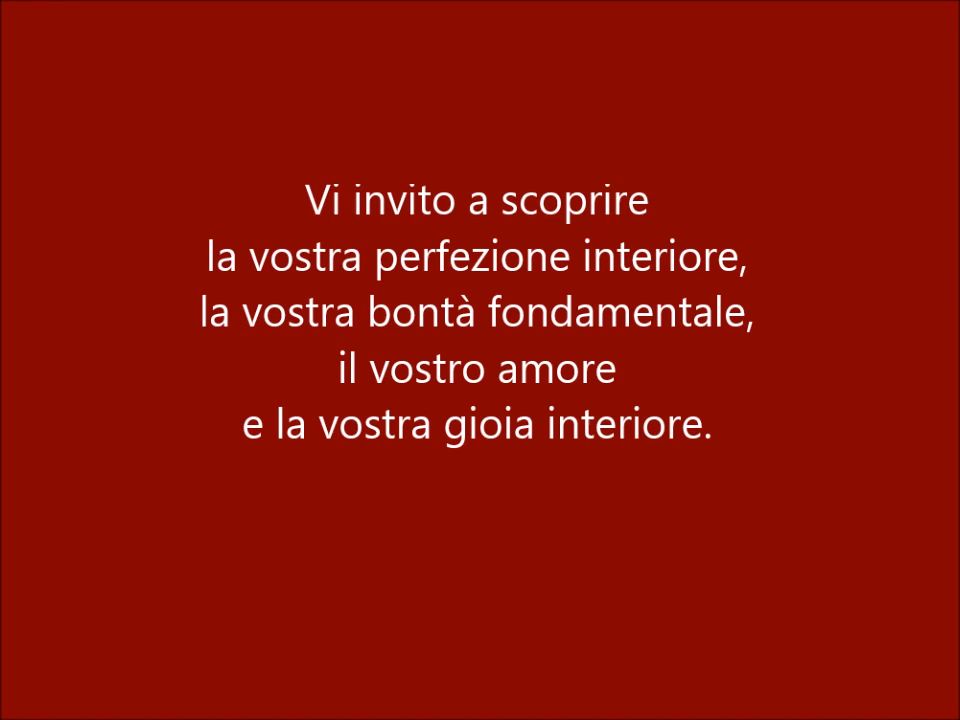 Vi invito a scoprire
la vostra perfezione interiore,
la vostra bontà fondamentale,
il vostro amore
e la vostra gioia interiore.